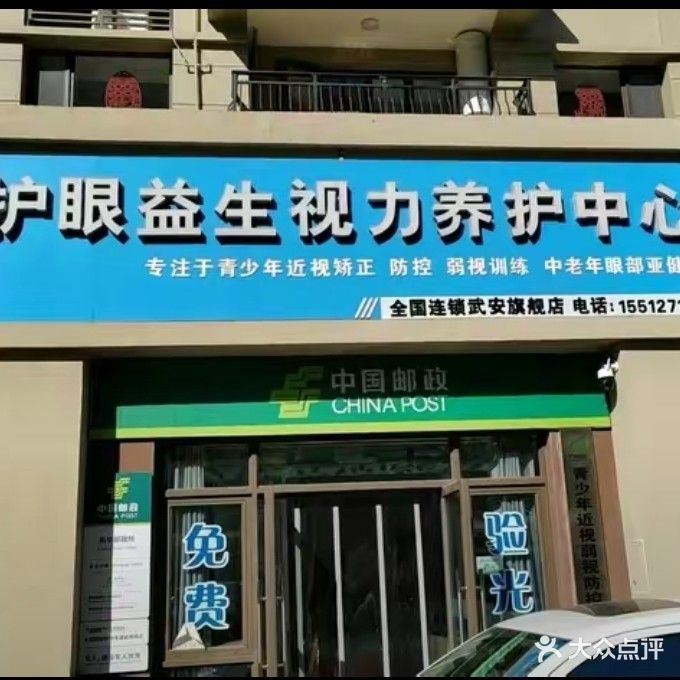 护眼益生视力养护中心
专注于青少年近视矫正 防控 弱视训练 中老年眼部亚健
全国连锁武安旗舰店 电话:1551271
中国邮政
CHINA POST
中国邮政
CHINA POST
免费
验光
青少年近视弱视防控
大众点评